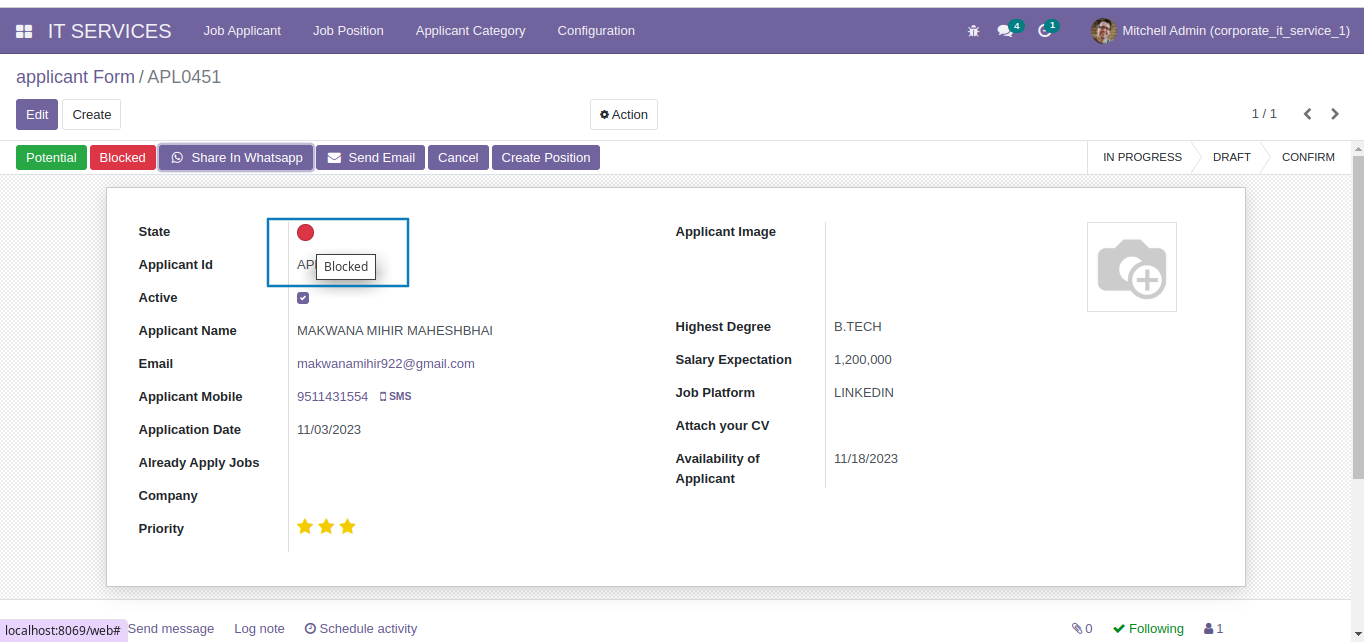 IT SERVICES Job Applicant Job Position Applicant Category Configuration 4 1 Mitchell Admin (corporate_it_service_1)
applicant Form / APL0451
Edit Create Action 1 / 1
Potential Blocked Share In Whatsapp Send Email Cancel Create Position IN PROGRESS DRAFT CONFIRM
State Applicant Image
Applicant Id Blocked
Active
Applicant Name MAKWANA MIHIR MAHESHBHAI Highest Degree B.TECH
Email makwanamihir922@gmail.com Salary Expectation 1,200,000
Applicant Mobile 9511431554 SMS Job Platform LINKEDIN
Application Date 11/03/2023 Attach your CV
Already Apply Jobs Availability of Applicant 11/18/2023
Company
Priority
localhost:8069/web# Send message Log note Schedule activity 0 Following 1